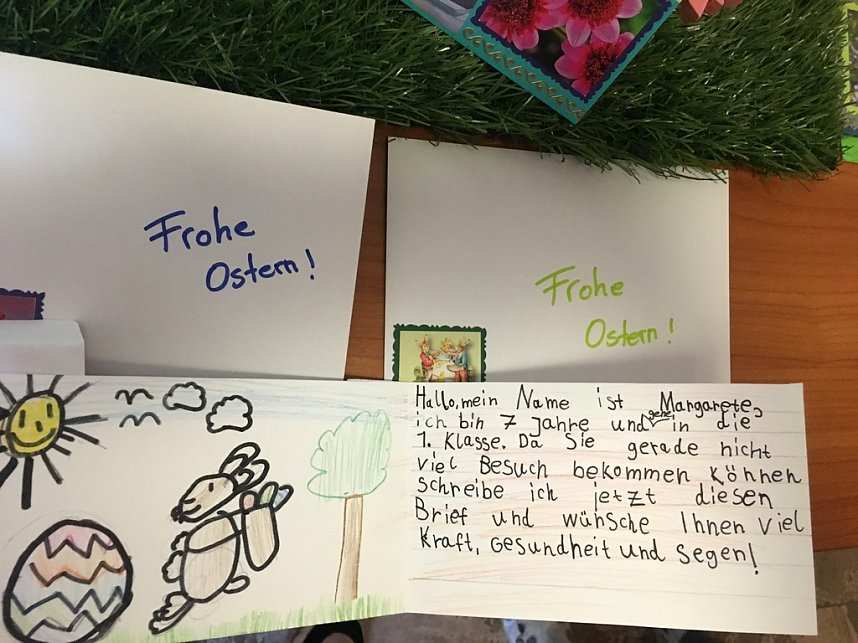 Frohe
Ostern!
Frohe
Ostern!
Hallo, mein Name ist Margarete,
ich bin 7 Jahre und gehe in die
1. Klasse. Da Sie gerade nicht
viel Besuch bekommen können
schreibe ich jetzt diesen
Brief und wünsche Ihnen viel
Kraft, Gesundheit und Segen!